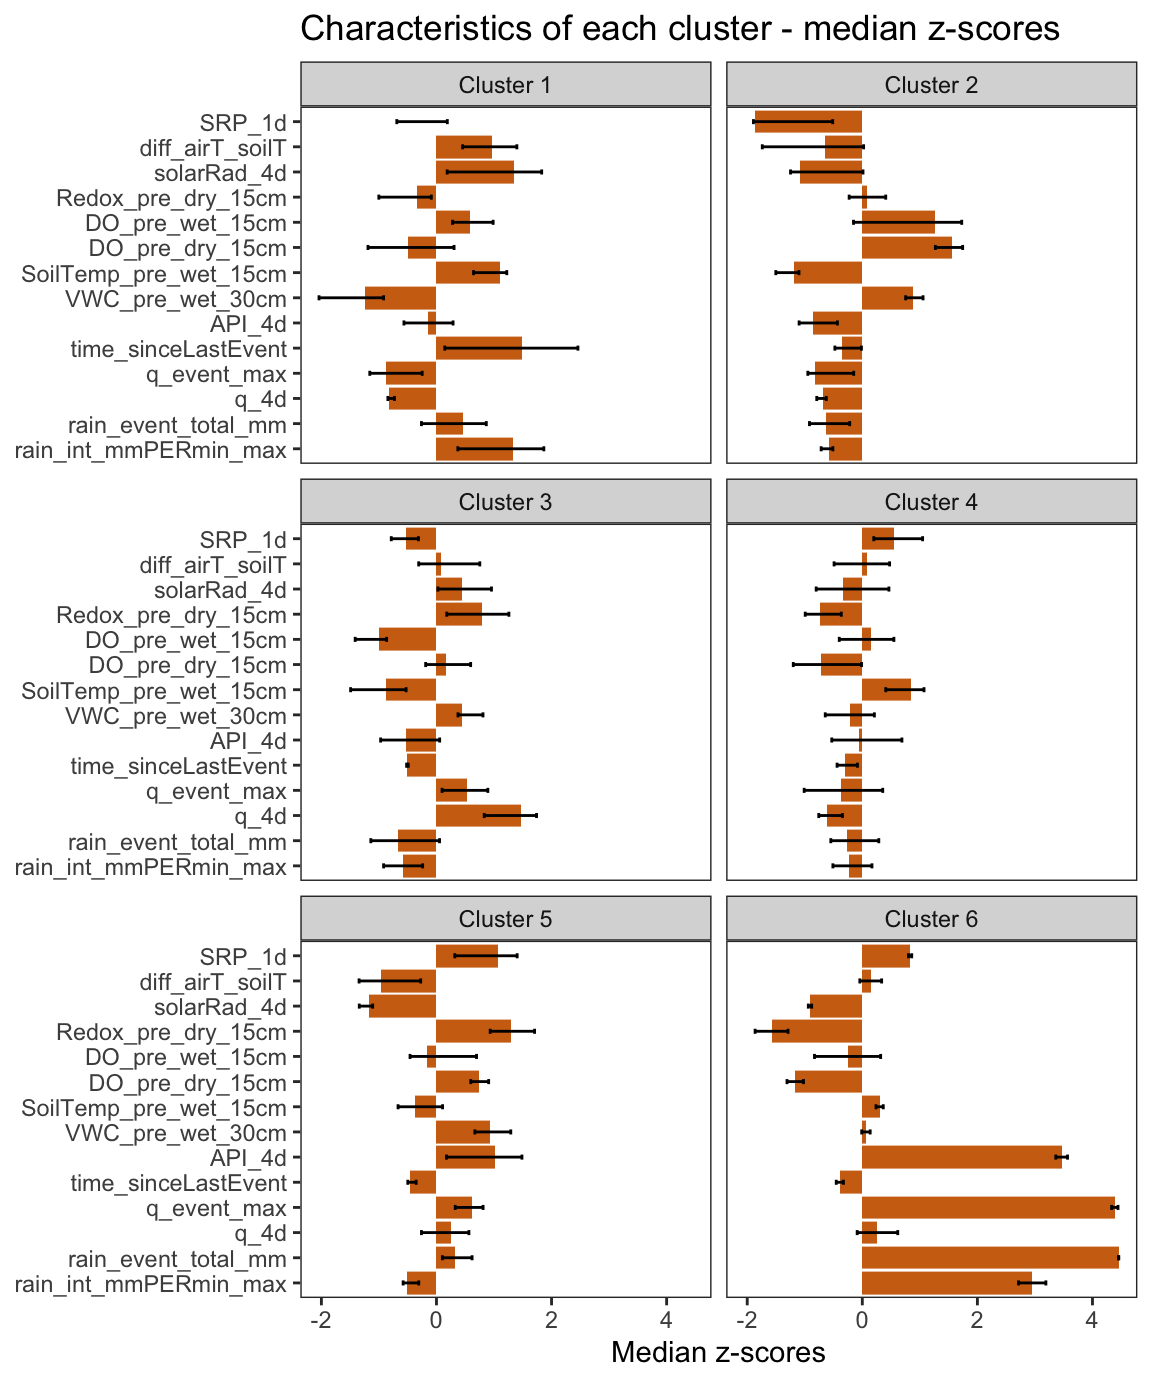 Characteristics of each cluster - median z-scores
Cluster 1
Cluster 2
SRP_1d
diff_airT_soilT
solarRad_4d
Redox_pre_dry_15cm
DO_pre_wet_15cm
DO_pre_dry_15cm
SoilTemp_pre_wet_15cm
VWC_pre_wet_30cm
API_4d
time_sinceLastEvent
q_event_max
q_4d
rain_event_total_mm
rain_int_mmPERmin_max
Cluster 3
Cluster 4
SRP_1d
diff_airT_soilT
solarRad_4d
Redox_pre_dry_15cm
DO_pre_wet_15cm
DO_pre_dry_15cm
SoilTemp_pre_wet_15cm
VWC_pre_wet_30cm
API_4d
time_sinceLastEvent
q_event_max
q_4d
rain_event_total_mm
rain_int_mmPERmin_max
Cluster 5
Cluster 6
SRP_1d
diff_airT_soilT
solarRad_4d
Redox_pre_dry_15cm
DO_pre_wet_15cm
DO_pre_dry_15cm
SoilTemp_pre_wet_15cm
VWC_pre_wet_30cm
API_4d
time_sinceLastEvent
q_event_max
q_4d
rain_event_total_mm
rain_int_mmPERmin_max
-2 0 2 4
-2 0 2 4
Median z-scores